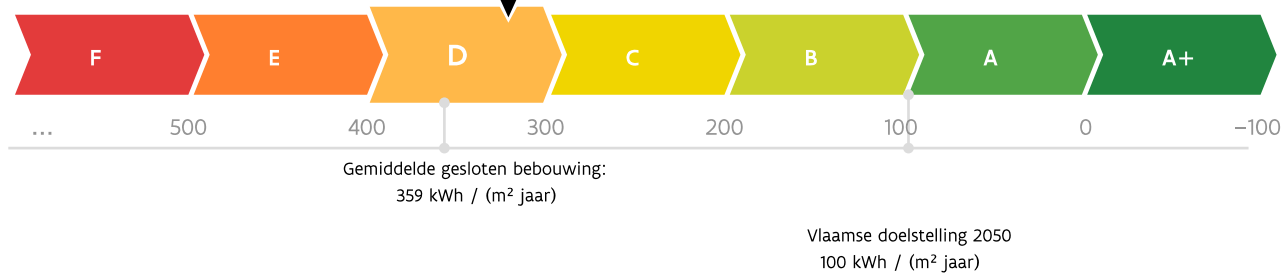 F E D C B A A+
... 500 400 300 200 100 0 –100
Gemiddelde gesloten bebouwing:
359 kWh / (m² jaar)
Vlaamse doelstelling 2050
100 kWh / (m² jaar)